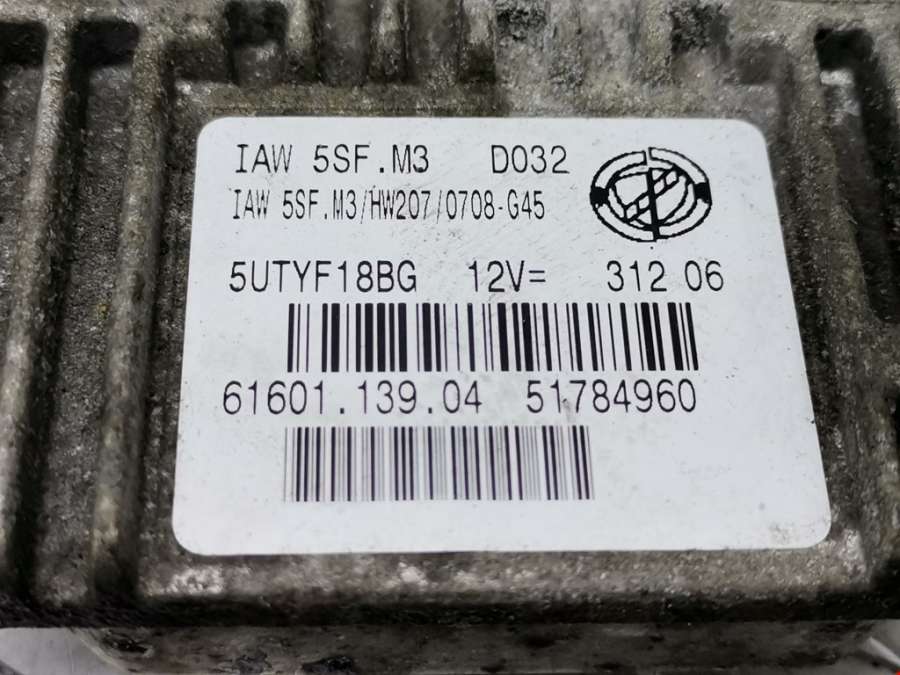 IAW 5SF.M3 D032
IAW 5SF.M3/HW207/0708-G45
5UTYF18BG 12V= 312 06
61601.139.04 51784960